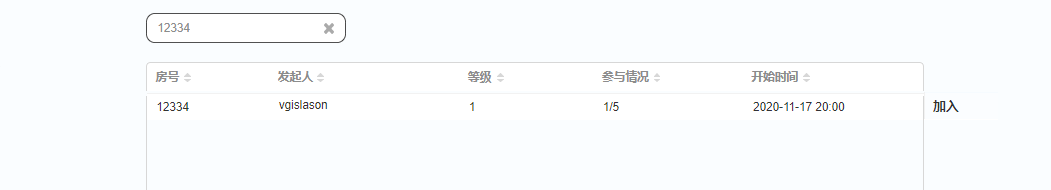 12334
房号 发起人 等级 参与情况 开始时间
12334 vgislason 1 1/5 2020-11-17 20:00 加入